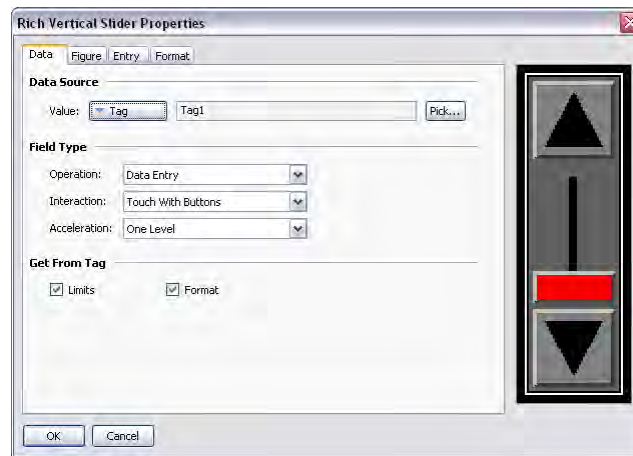 Rich Vertical Slider Properties
Data Figure Entry Format
Data Source
Value: Tag Tag1 Pick...
Field Type
Operation: Data Entry
Interaction: Touch With Buttons
Acceleration: One Level
Get From Tag
Limits Format
OK Cancel